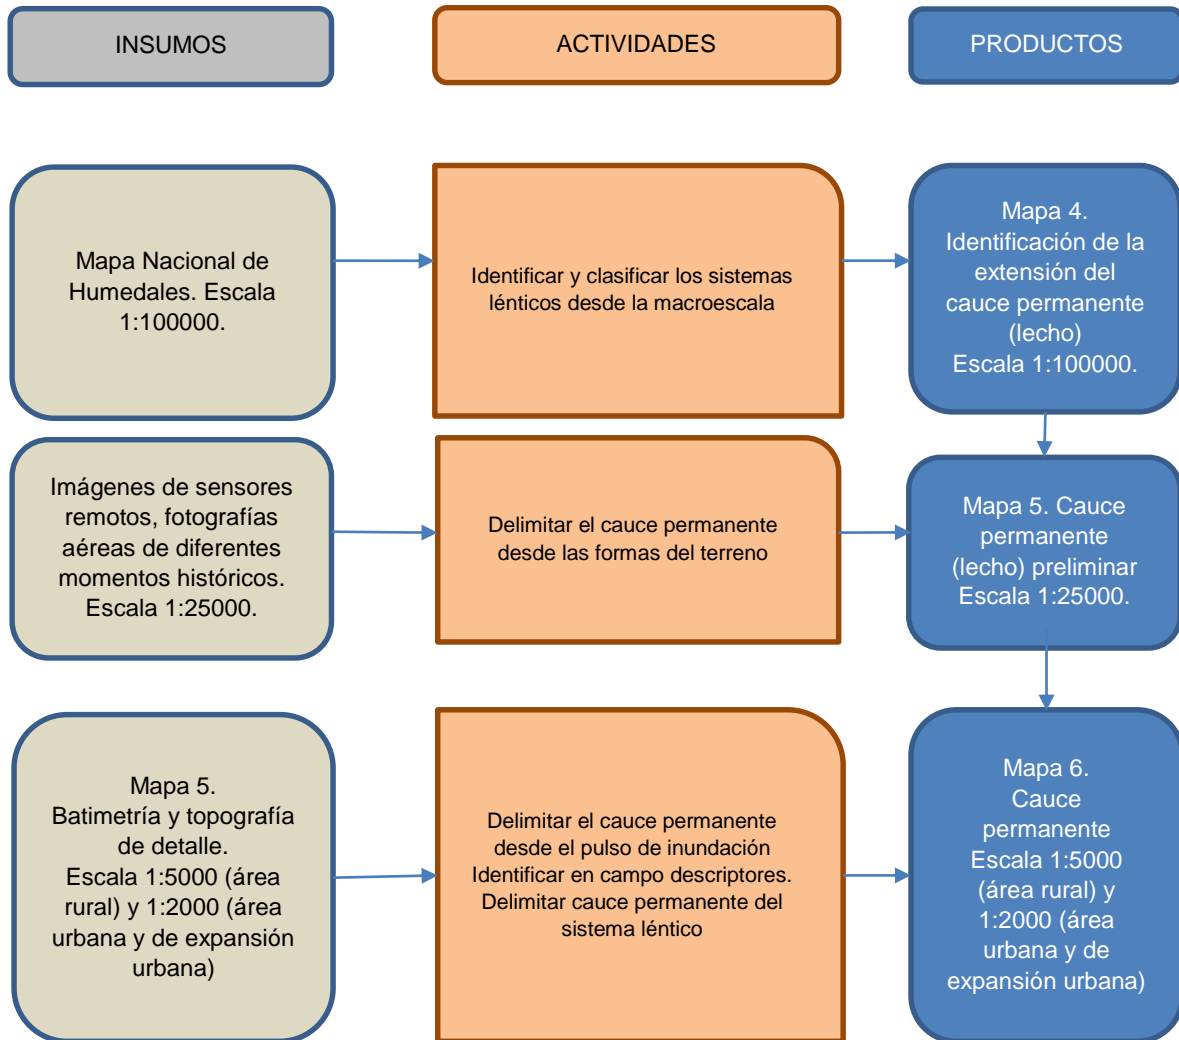 INSUMOS
ACTIVIDADES
PRODUCTOS
Mapa Nacional de
Humedales. Escala
1:100000.
Identificar y clasificar los sistemas
lénticos desde la macroescala
Mapa 4.
Identificación de la
extensión del
cauce permanente
(lecho)
Escala 1:100000.
Imágenes de sensores
remotos, fotografías
aéreas de diferentes
momentos históricos.
Escala 1:25000.
Delimitar el cauce permanente
desde las formas del terreno
Mapa 5. Cauce
permanente
(lecho) preliminar
Escala 1:25000.
Mapa 5.
Batimetría y topografía
de detalle.
Escala 1:5000 (área
rural) y 1:2000 (área
urbana y de expansión
urbana)
Delimitar el cauce permanente
desde el pulso de inundación
Identificar en campo descriptores.
Delimitar cauce permanente del
sistema léntico
Mapa 6.
Cauce
permanente
Escala 1:5000
(área rural) y
1:2000 (área
urbana y de
expansión urbana)